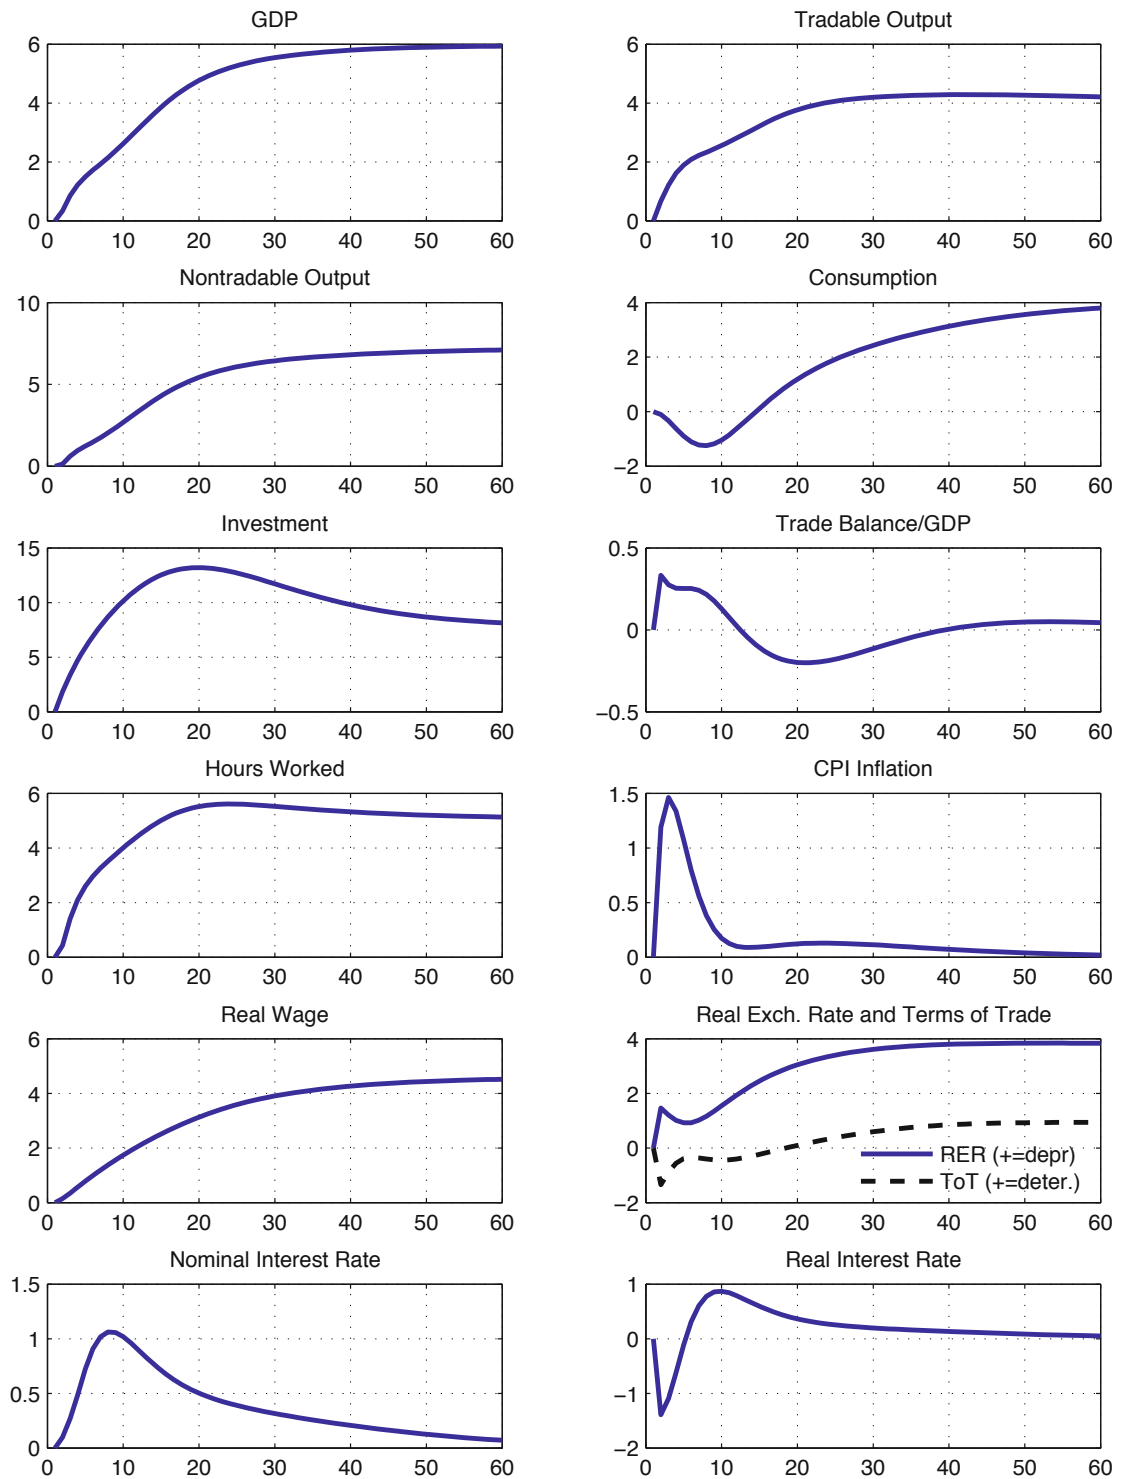 GDP
6
4
2
0
0 10 20 30 40 50 60
Tradable Output
6
4
2
0
0 10 20 30 40 50 60
Nontradable Output
10
5
0
0 10 20 30 40 50 60
Consumption
4
2
0
−2
0 10 20 30 40 50 60
Investment
15
10
5
0
0 10 20 30 40 50 60
Trade Balance/GDP
0.5
0
−0.5
0 10 20 30 40 50 60
Hours Worked
6
4
2
0
0 10 20 30 40 50 60
CPI Inflation
1.5
1
0.5
0
0 10 20 30 40 50 60
Real Wage
6
4
2
0
0 10 20 30 40 50 60
Real Exch. Rate and Terms of Trade
4
2
0
−2
RER (+=depr)
ToT (+=deter.)
0 10 20 30 40 50 60
Nominal Interest Rate
1.5
1
0.5
0
0 10 20 30 40 50 60
Real Interest Rate
1
0
−1
−2
0 10 20 30 40 50 60